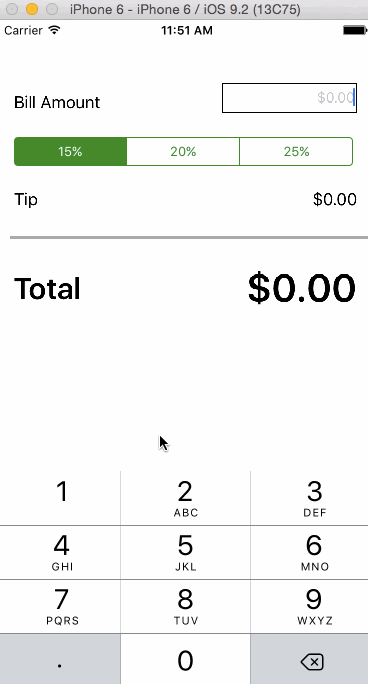 iPhone 6 - iPhone 6 / iOS 9.2 (13C75)
Carrier 11:51 AM
Bill Amount $0.00
15% 20% 25%
Tip $0.00
Total $0.00
1 2 3
ABC DEF
4 5 6
GHI JKL MNO
7 8 9
PQRS TUV WXYZ
. 0